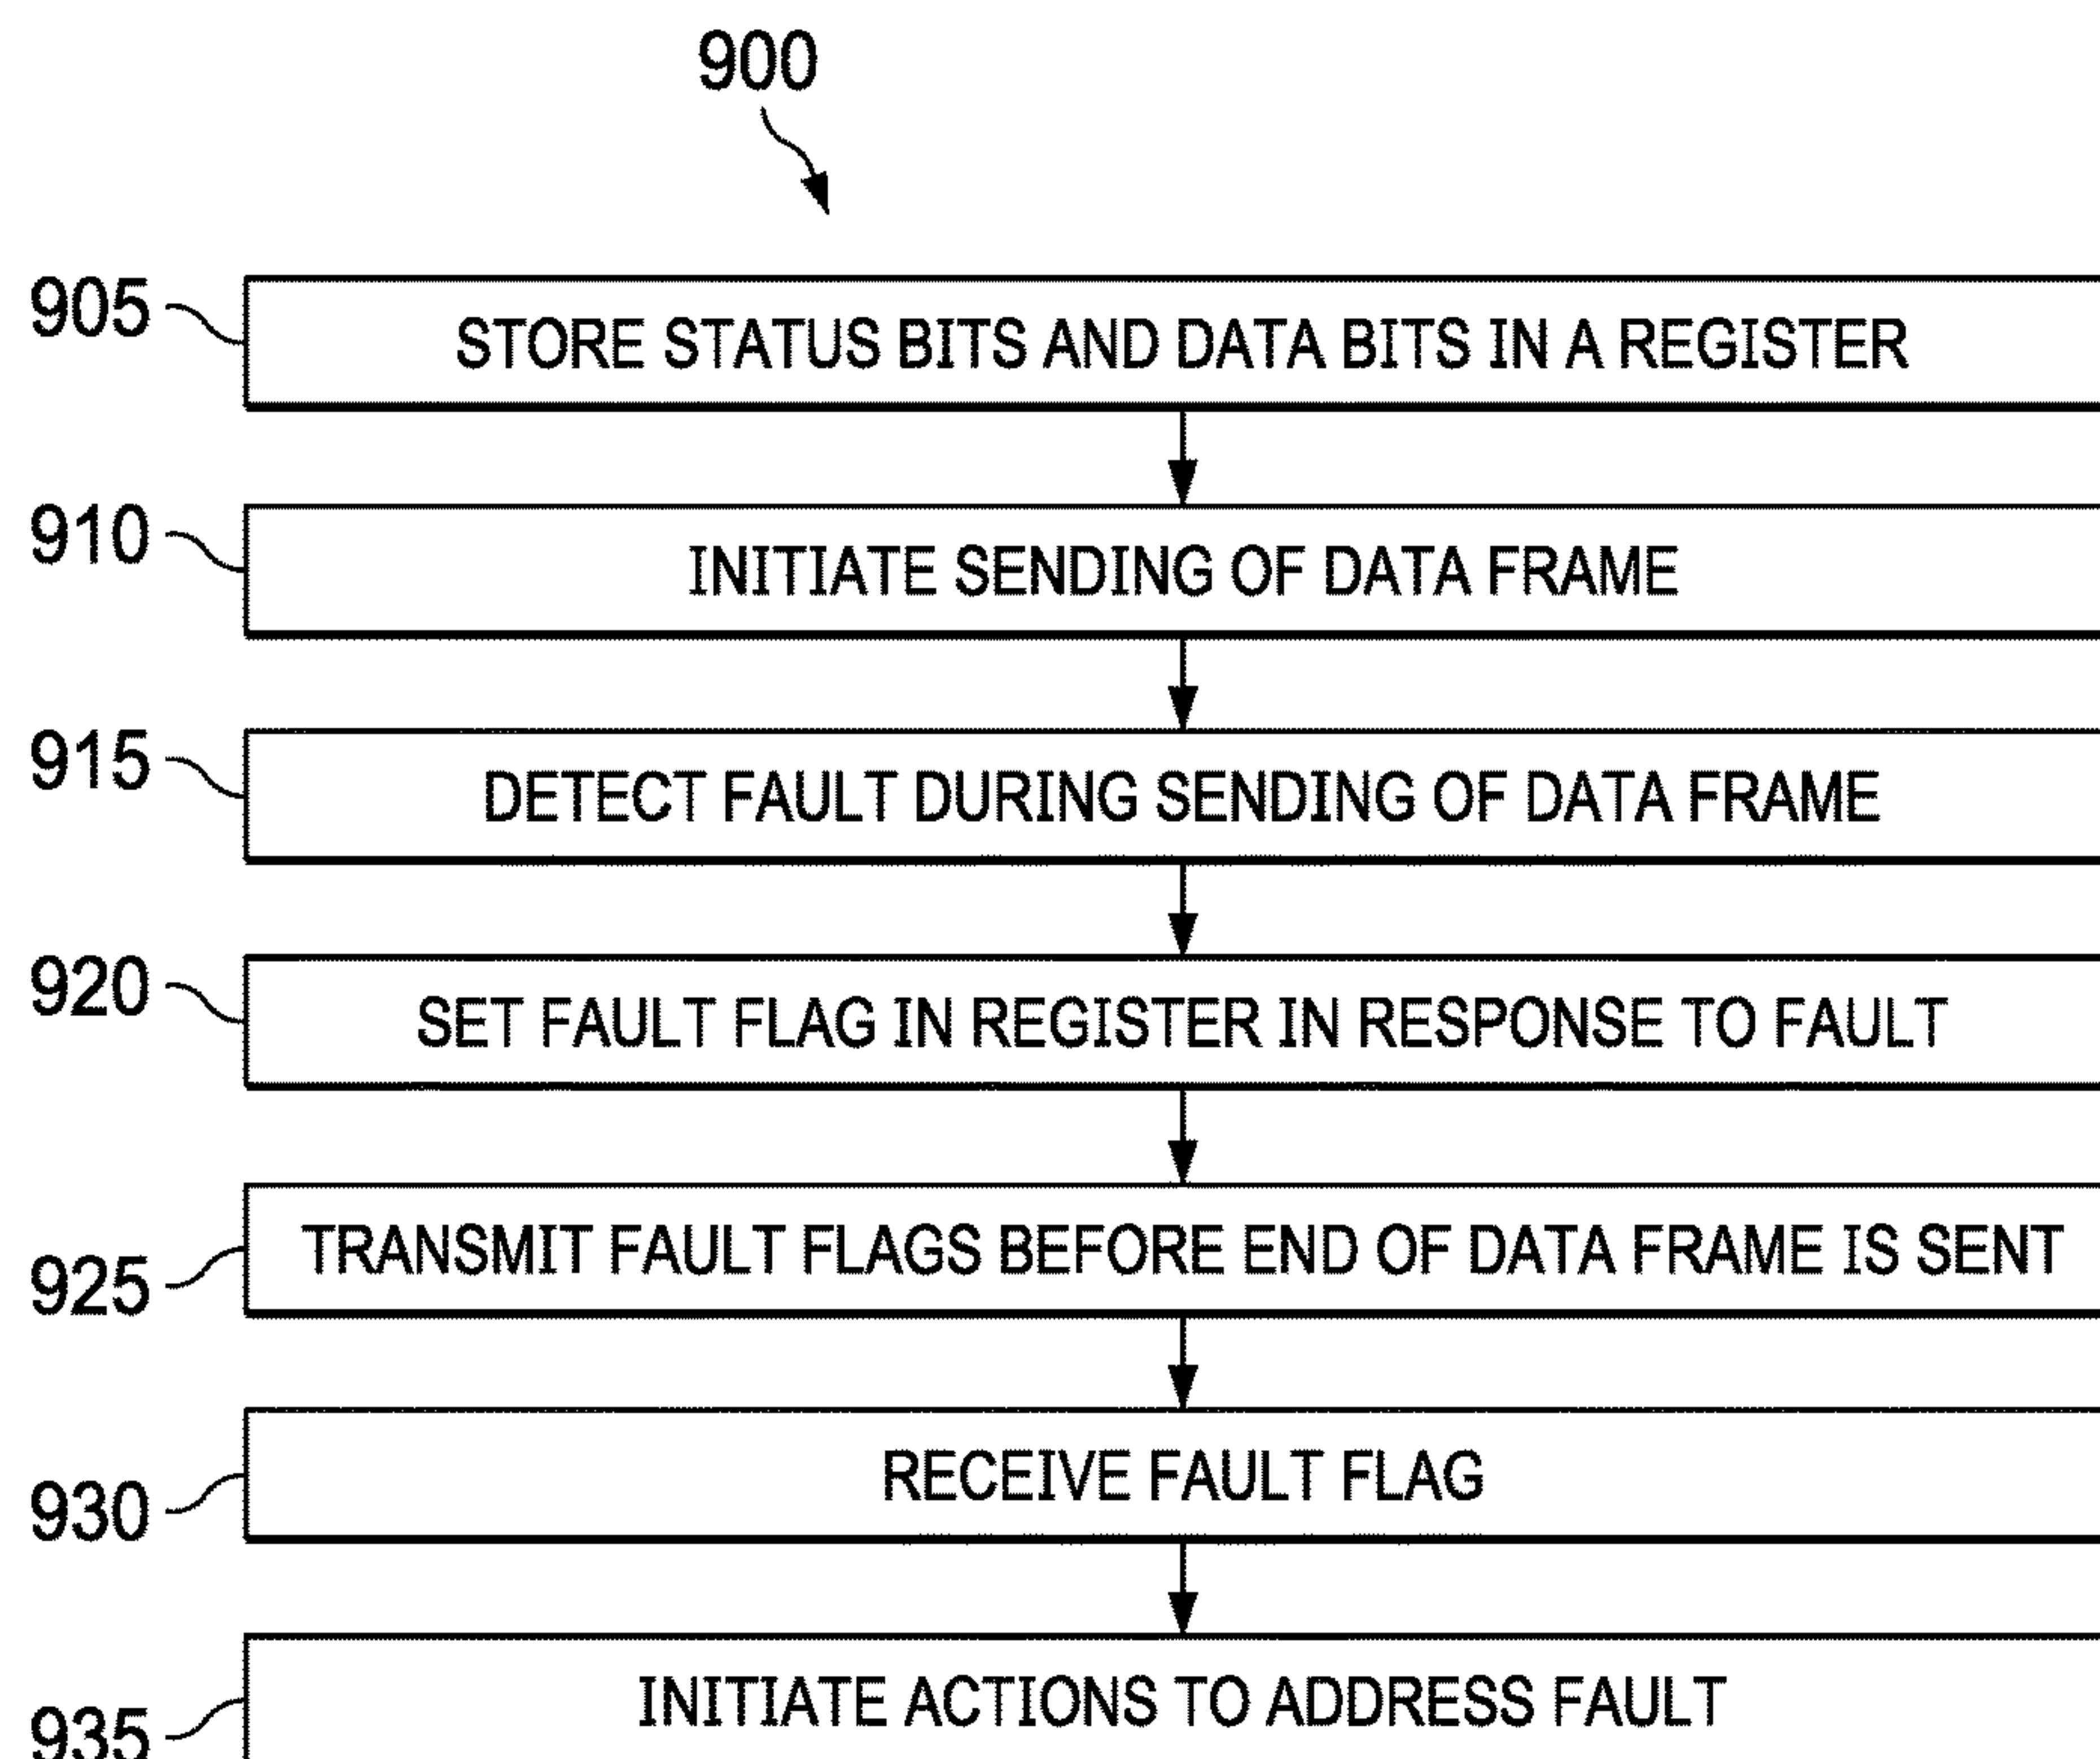 900
905 STORE STATUS BITS AND DATA BITS IN A REGISTER
910 INITIATE SENDING OF DATA FRAME
915 DETECT FAULT DURING SENDING OF DATA FRAME
920 SET FAULT FLAG IN REGISTER IN RESPONSE TO FAULT
925 TRANSMIT FAULT FLAGS BEFORE END OF DATA FRAME IS SENT
930 RECEIVE FAULT FLAG
935 INITIATE ACTIONS TO ADDRESS FAULT